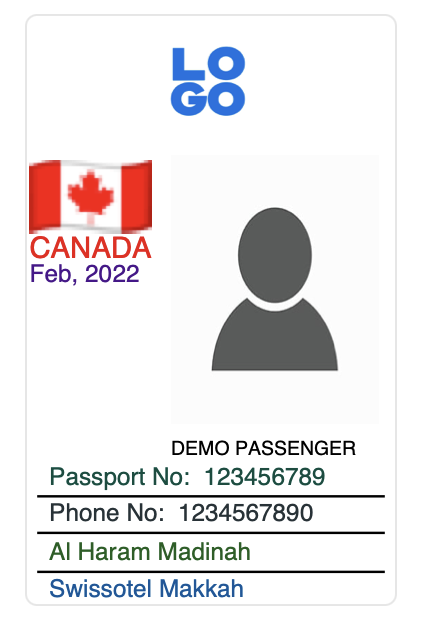 LO
GO
CANADA
Feb, 2022
DEMO PASSENGER
Passport No: 123456789
Phone No: 1234567890
Al Haram Madinah
Swissotel Makkah